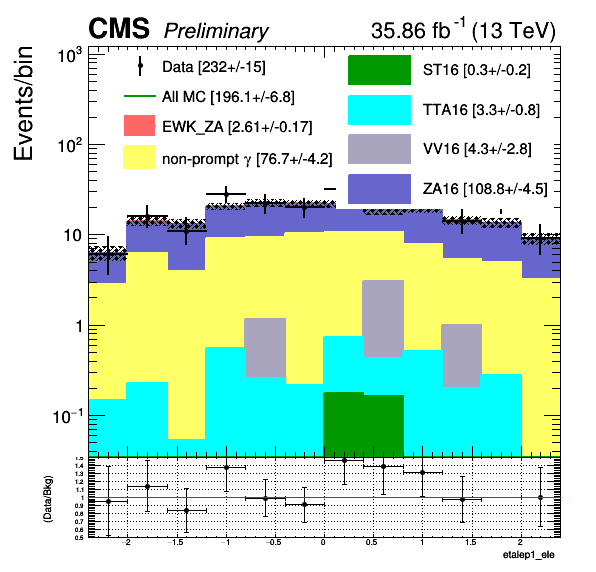 CMS Preliminary 35.86 fb⁻¹ (13 TeV)
Events/bin
10³
10²
10
1
10⁻¹
Data [232+/-15]
All MC [196.1+/-6.8]
EWK_ZA [2.61+/-0.17]
non-prompt γ [76.7+/-4.2]
ST16 [0.3+/-0.2]
TTA16 [3.3+/-0.8]
VV16 [4.3+/-2.8]
ZA16 [108.8+/-4.5]
(Data/Bkg)
1.5
1.4
1.3
1.2
1.1
1
0.9
0.8
0.7
0.6
0.5
−2 −1.5 −1 −0.5 0 0.5 1 1.5 2
etalep1_ele